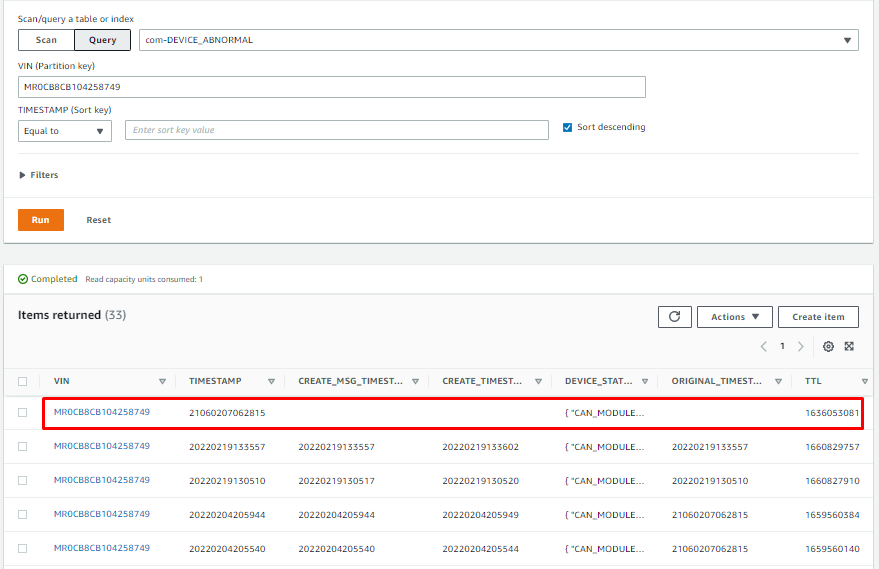 Scan/query a table or index
Scan Query com-DEVICE_ABNORMAL
VIN (Partition key)
MR0CB8CB104258749
TIMESTAMP (Sort key)
Equal to Enter sort key value Sort descending
Filters
Run Reset
Completed Read capacity units consumed: 1
Items returned (33) Actions Create item
1
VIN TIMESTAMP CREATE_MSG_TIMEST... CREATE_TIMEST... DEVICE_STAT... ORIGINAL_TIMEST... TTL
MR0CB8CB104258749 21060207062815 { "CAN_MODULE... 1636053081
MR0CB8CB104258749 20220219133557 20220219133557 20220219133602 { "CAN_MODULE... 20220219133557 1660829757
MR0CB8CB104258749 20220219130510 20220219130517 20220219130520 { "CAN_MODULE... 20220219130510 1660827910
MR0CB8CB104258749 20220204205944 20220204205944 20220204205949 { "CAN_MODULE... 21060207062815 1659560384
MR0CB8CB104258749 20220204205540 20220204205540 20220204205544 { "CAN_MODULE... 21060207062815 1659560140